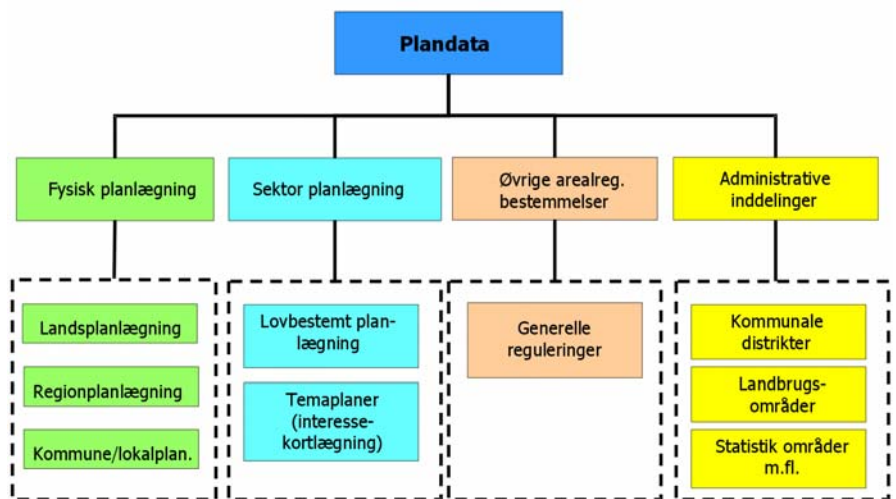 Plandata
Fysisk planlægning
Sektor planlægning
Øvrige arealreg.
bestemmelser
Administrative
inddelinger
Landsplanlægning
Regionplanlægning
Kommune/lokalplan.
Lovbestemt plan-
lægning
Temaplaner
(interesse-
kortlægning)
Generelle
reguleringer
Kommunale
distrikter
Landbrugs-
områder
Statistik områder
m.fl.